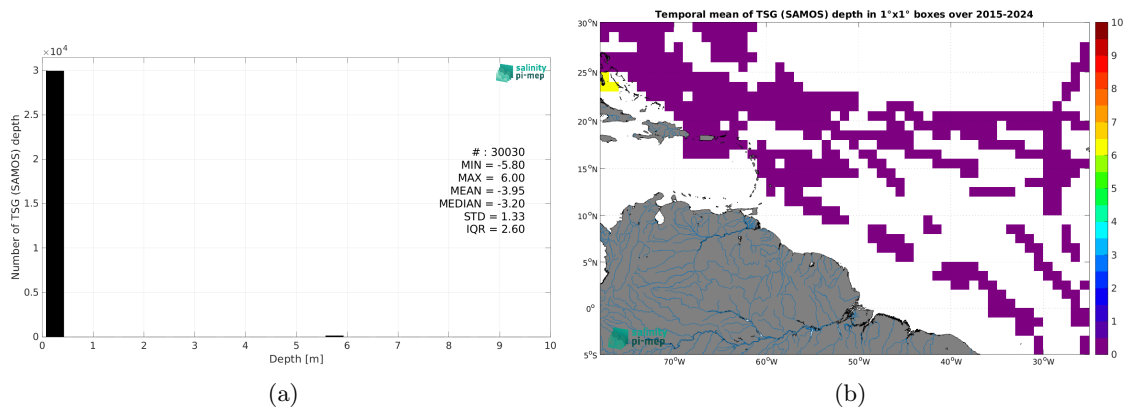 ×10⁴
3
2.5
2
1.5
1
0.5
0
Number of TSG (SAMOS) depth
salinity
pi-mep
# : 30030
MIN = -5.80
MAX = 6.00
MEAN = -3.95
MEDIAN = -3.20
STD = 1.33
IQR = 2.60
0 1 2 3 4 5 6 7 8 9 10
Depth [m]
(a)
Temporal mean of TSG (SAMOS) depth in 1°x1° boxes over 2015-2024
30°N
25°N
20°N
15°N
10°N
5°N
0°
5°S
70°W 60°W 50°W 40°W 30°W
salinity
pi-mep
10
9
8
7
6
5
4
3
2
1
0
(b)